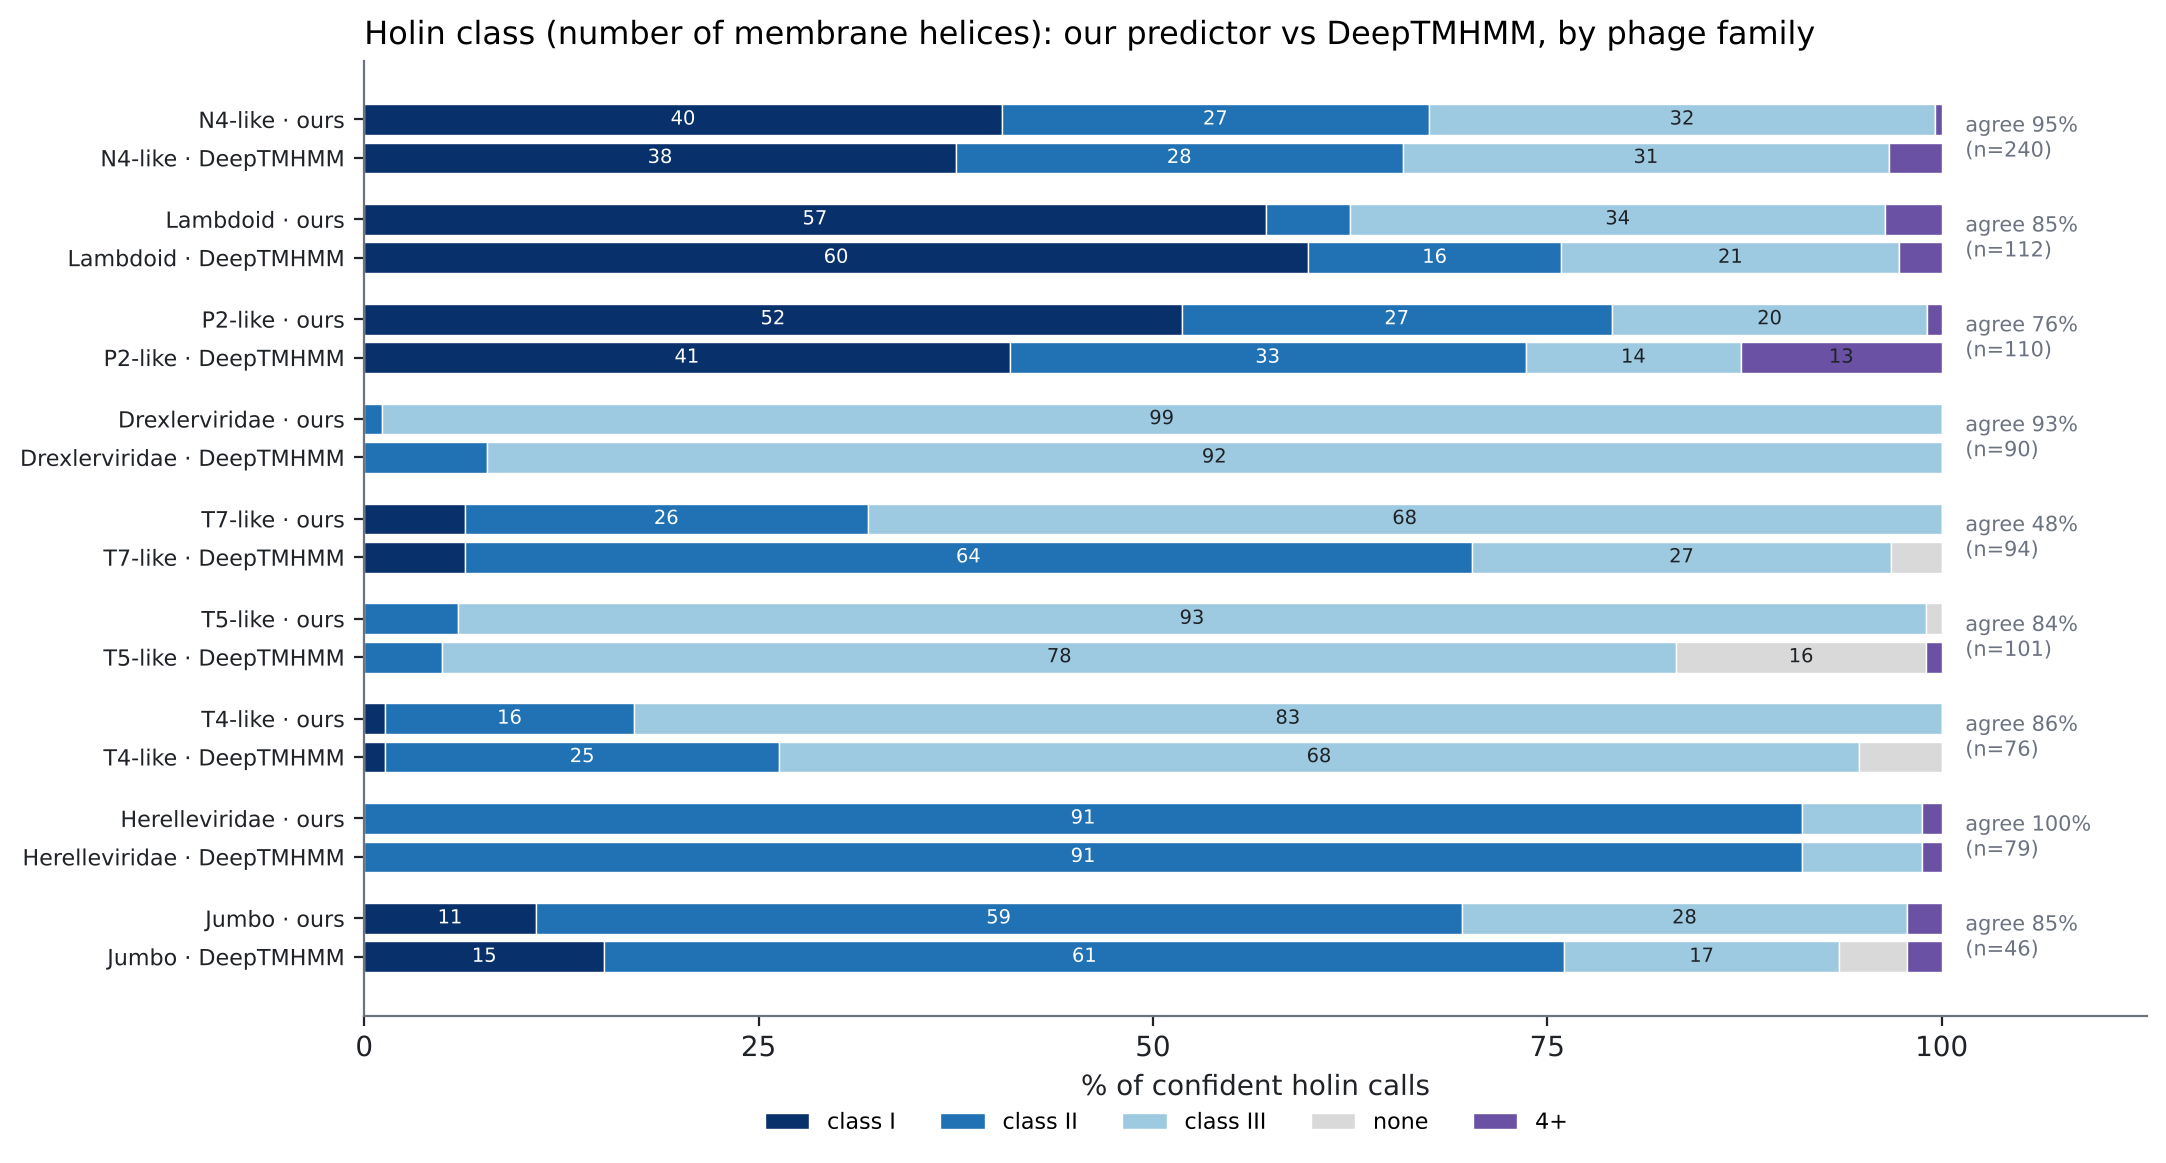 Holin class (number of membrane helices): our predictor vs DeepTMHMM, by phage family
N4-like · ours 40 27 32
N4-like · DeepTMHMM 38 28 31
agree 95%
(n=240)
Lambdoid · ours 57 34
Lambdoid · DeepTMHMM 60 16 21
agree 85%
(n=112)
P2-like · ours 52 27 20
P2-like · DeepTMHMM 41 33 14 13
agree 76%
(n=110)
Drexlerviridae · ours 99
Drexlerviridae · DeepTMHMM 92
agree 93%
(n=90)
T7-like · ours 26 68
T7-like · DeepTMHMM 64 27
agree 48%
(n=94)
T5-like · ours 93
T5-like · DeepTMHMM 78 16
agree 84%
(n=101)
T4-like · ours 16 83
T4-like · DeepTMHMM 25 68
agree 86%
(n=76)
Herelleviridae · ours 91
Herelleviridae · DeepTMHMM 91
agree 100%
(n=79)
Jumbo · ours 11 59 28
Jumbo · DeepTMHMM 15 61 17
agree 85%
(n=46)
0 25 50 75 100
% of confident holin calls
class I class II class III none 4+